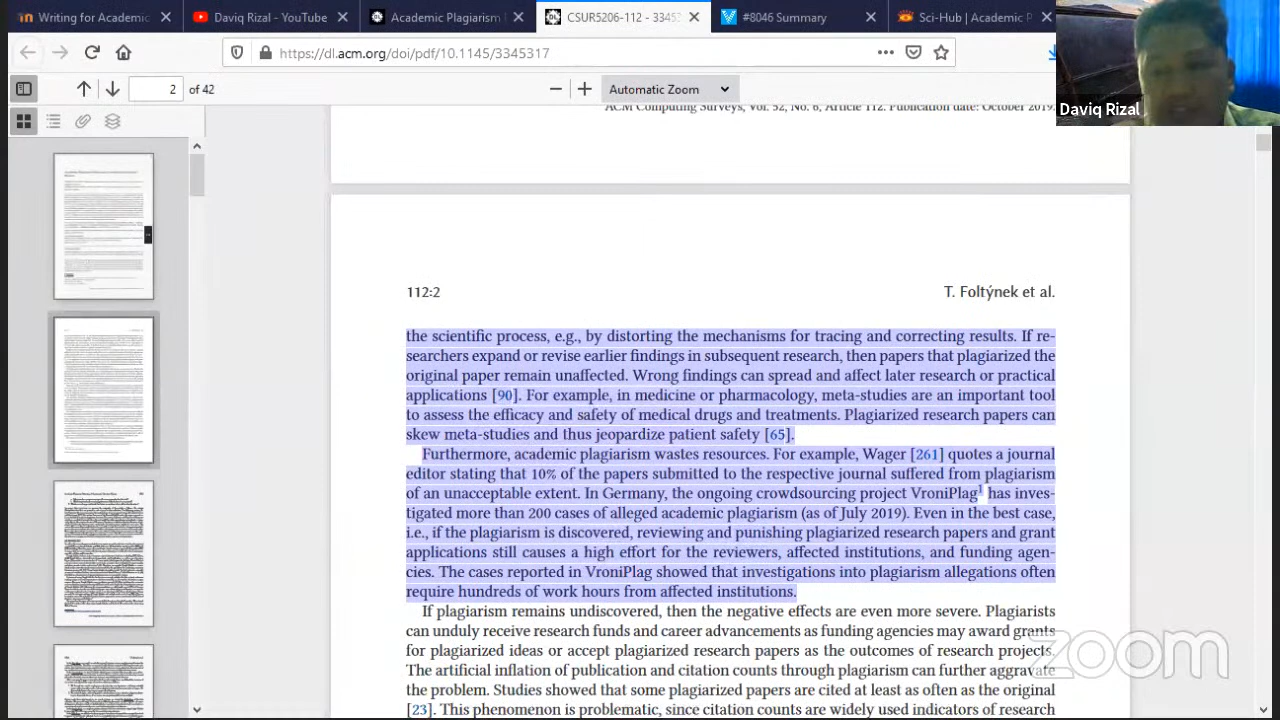 Writing for Academic
Daviq Rizal - YouTube
Academic Plagiarism
CSUR5206-112 - 33453
#8046 Summary
Sci-Hub | Academic P
https://dl.acm.org/doi/pdf/10.1145/3345317
2 of 42
Automatic Zoom
Daviq Rizal
ACM Computing Surveys, Vol. 52, No. 6, Article 112. Publication date: October 2019.
112:2
T. Foltýnek et al.
the scientific process, e.g., by distorting the mechanisms for tracing and correcting results. If re-
searchers expand or revise earlier findings in subsequent research, then papers that plagiarized the
original paper remain unaffected. Wrong findings can spread and affect later research or practical
applications [90]. For example, in medicine or pharmacology, meta-studies are an important tool
to assess the efficacy and safety of medical drugs and treatments. Plagiarized research papers can
skew meta-studies and thus jeopardize patient safety [65].
Furthermore, academic plagiarism wastes resources. For example, Wager [261] quotes a journal
editor stating that 10% of the papers submitted to the respective journal suffered from plagiarism
of an unacceptable extent. In Germany, the ongoing crowdsourcing project VroniPlag1 has inves-
tigated more than 200 cases of alleged academic plagiarism (as of July 2019). Even in the best case,
i.e., if the plagiarism is discovered, reviewing and punishing plagiarized research papers and grant
applications still causes a high effort for the reviewers, affected institutions, and funding agen-
cies. The cases reported in VroniPlag showed that investigations into plagiarism allegations often
require hundreds of work hours from affected institutions.
If plagiarism remains undiscovered, then the negative effects are even more severe. Plagiarists
can unduly receive research funds and career advancements as funding agencies may award grants
for plagiarized ideas or accept plagiarized research papers as the outcomes of research projects.
The artificial inflation of publication and citation counts through plagiarism can further aggravate
the problem. Studies showed that some plagiarized papers are cited at least as often as the original
[23]. This phenomenon is problematic, since citation counts are widely used indicators of research
zoom